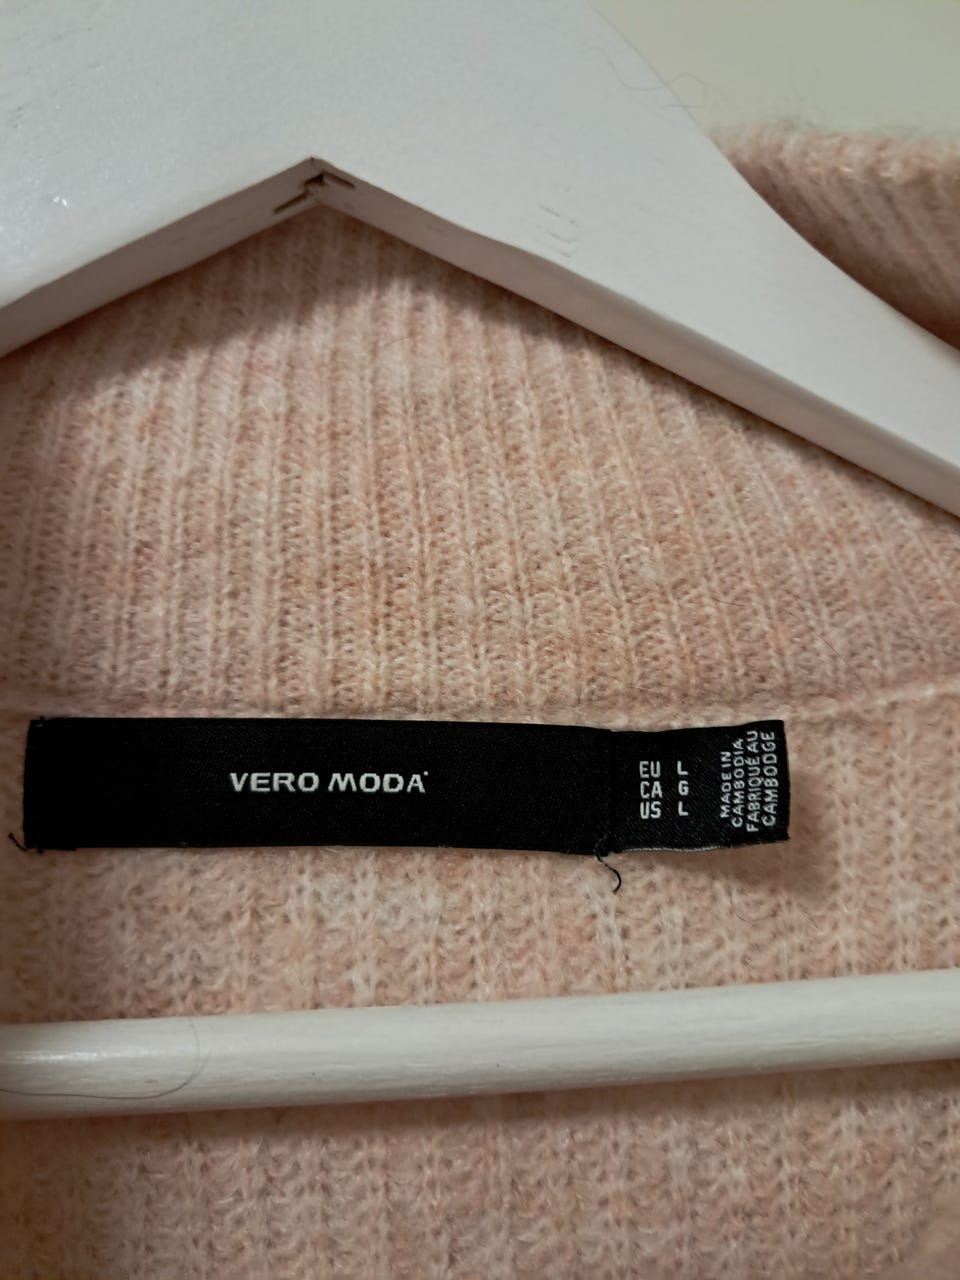 VERO MODA
EU L
CA G
US L
MADE IN
CAMBODIA
FABRIQUÉ AU
CAMBODGE